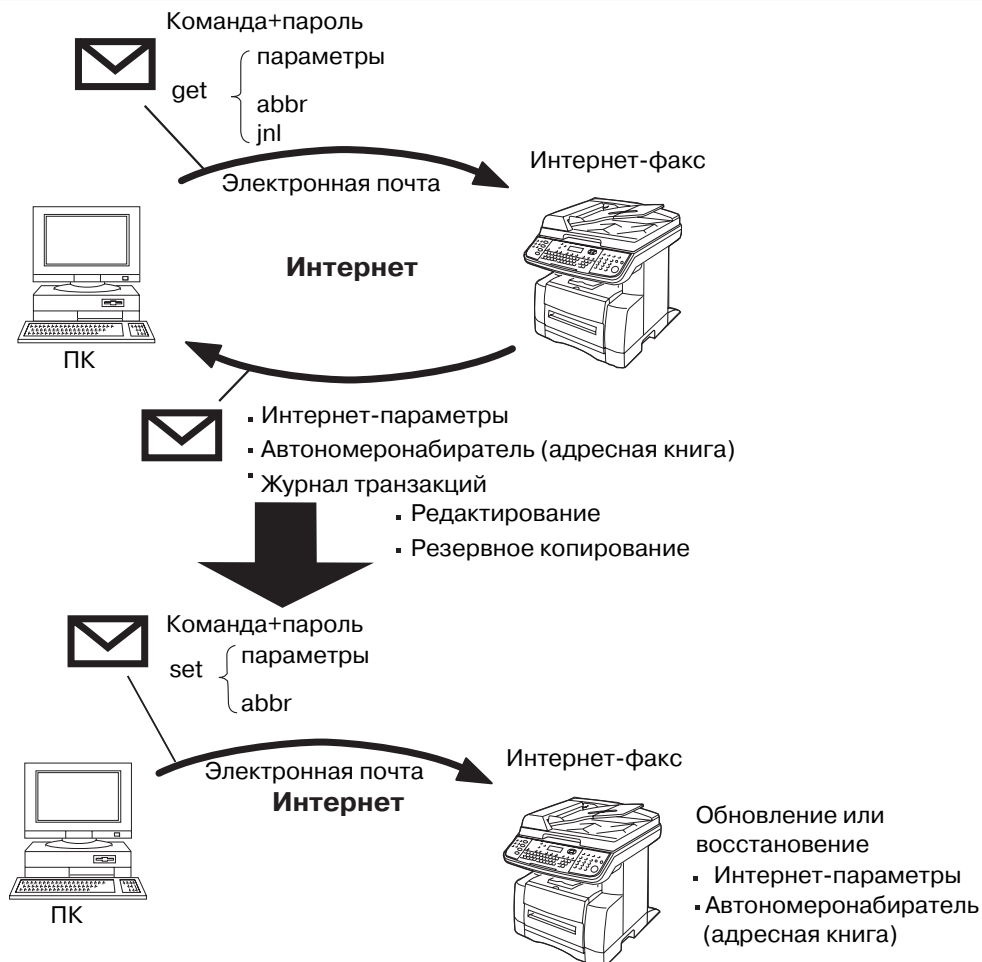 Команда+пароль
параметры
get
abbr
jnl
Электронная почта
Интернет-факс
Интернет
ПК
▪ Интернет-параметры
▪ Автономеронабиратель (адресная книга)
▪ Журнал транзакций
▪ Редактирование
▪ Резервное копирование
Команда+пароль
параметры
set
abbr
Электронная почта
Интернет-факс
Интернет
ПК
Обновление или
восстановение
▪ Интернет-параметры
▪ Автономеронабиратель
(адресная книга)